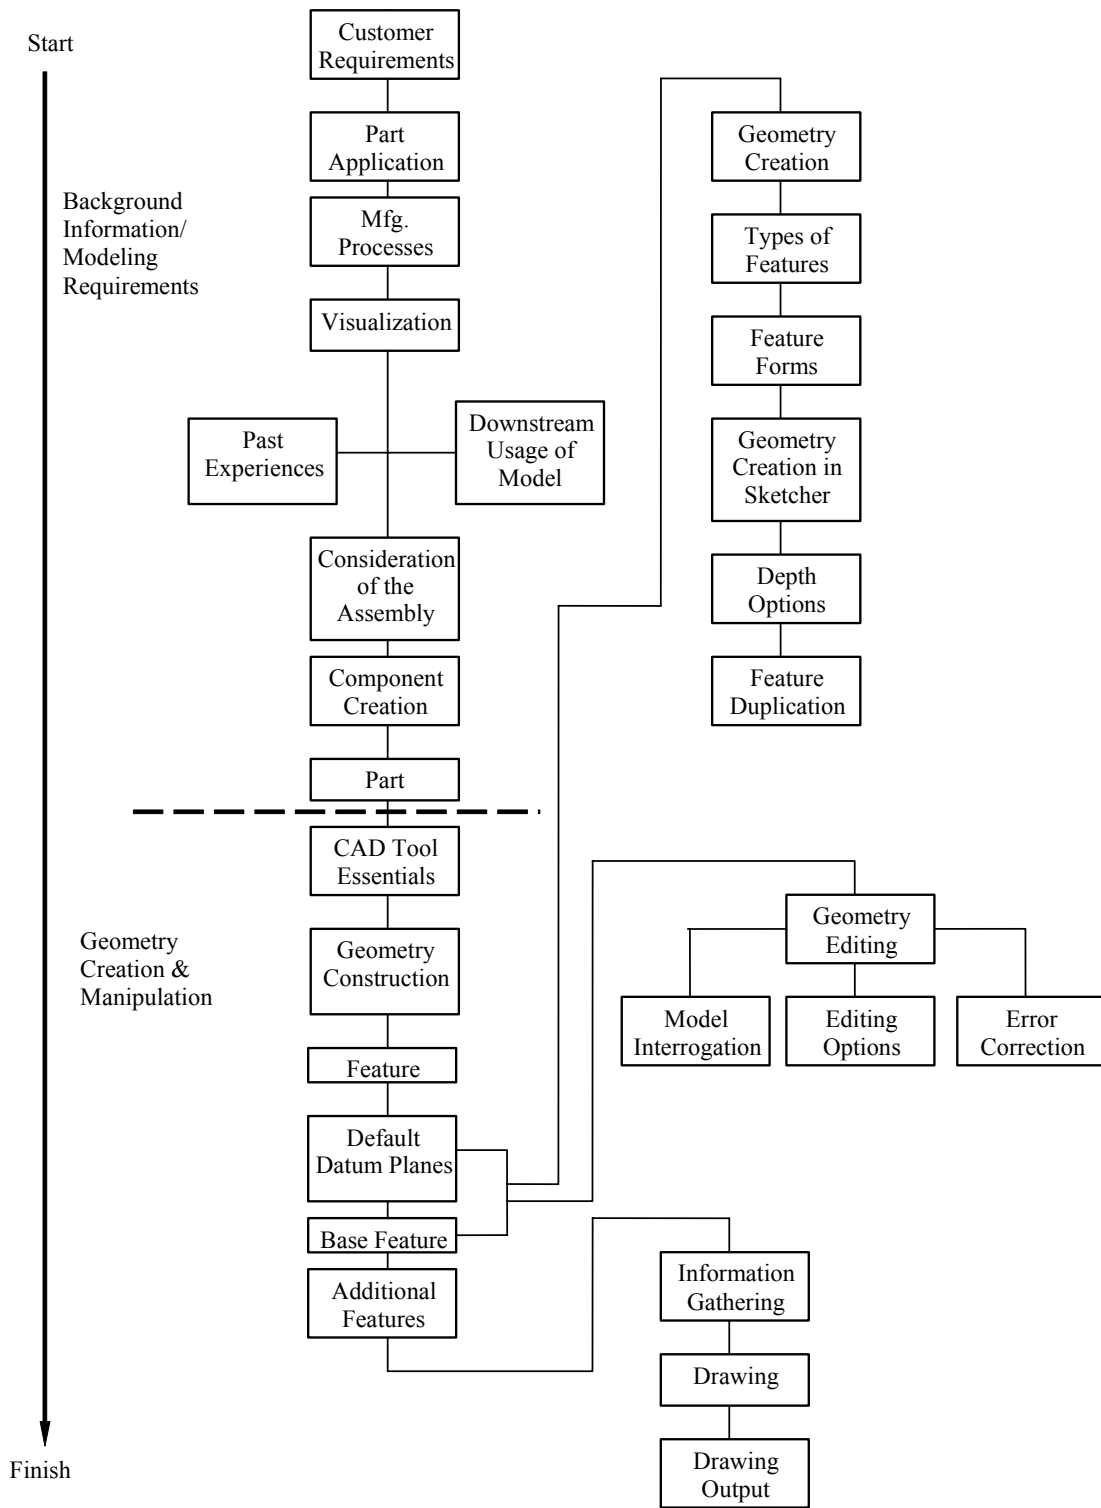 Start
Customer
Requirements
Part
Application
Background
Information/
Modeling
Requirements
Mfg.
Processes
Visualization
Past
Experiences
Downstream
Usage of
Model
Consideration
of the
Assembly
Component
Creation
Part
CAD Tool
Essentials
Geometry
Creation &
Manipulation
Geometry
Construction
Feature
Default
Datum Planes
Base Feature
Additional
Features
Finish
Geometry
Creation
Types of
Features
Feature
Forms
Geometry
Creation in
Sketcher
Depth
Options
Feature
Duplication
Geometry
Editing
Model
Interrogation
Editing
Options
Error
Correction
Information
Gathering
Drawing
Drawing
Output